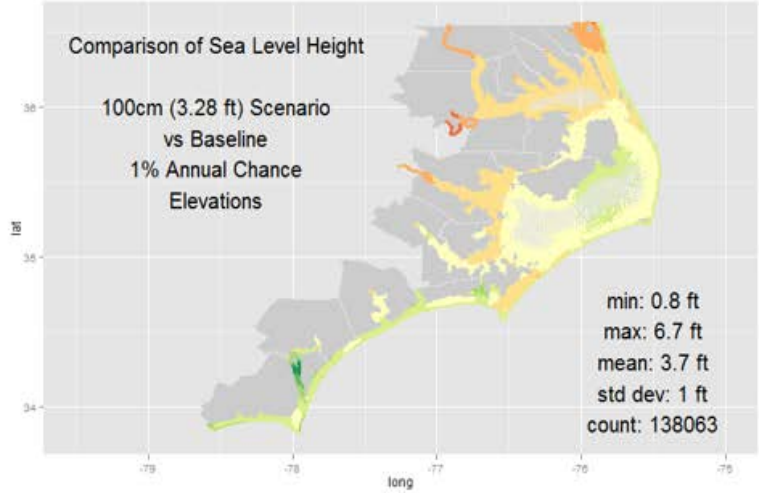 Comparison of Sea Level Height
100cm (3.28 ft) Scenario
vs Baseline
1% Annual Chance
Elevations
36
lat
35
min: 0.8 ft
max: 6.7 ft
mean: 3.7 ft
std dev: 1 ft
count: 138063
34
-79
-78
-77
-76
-75
long